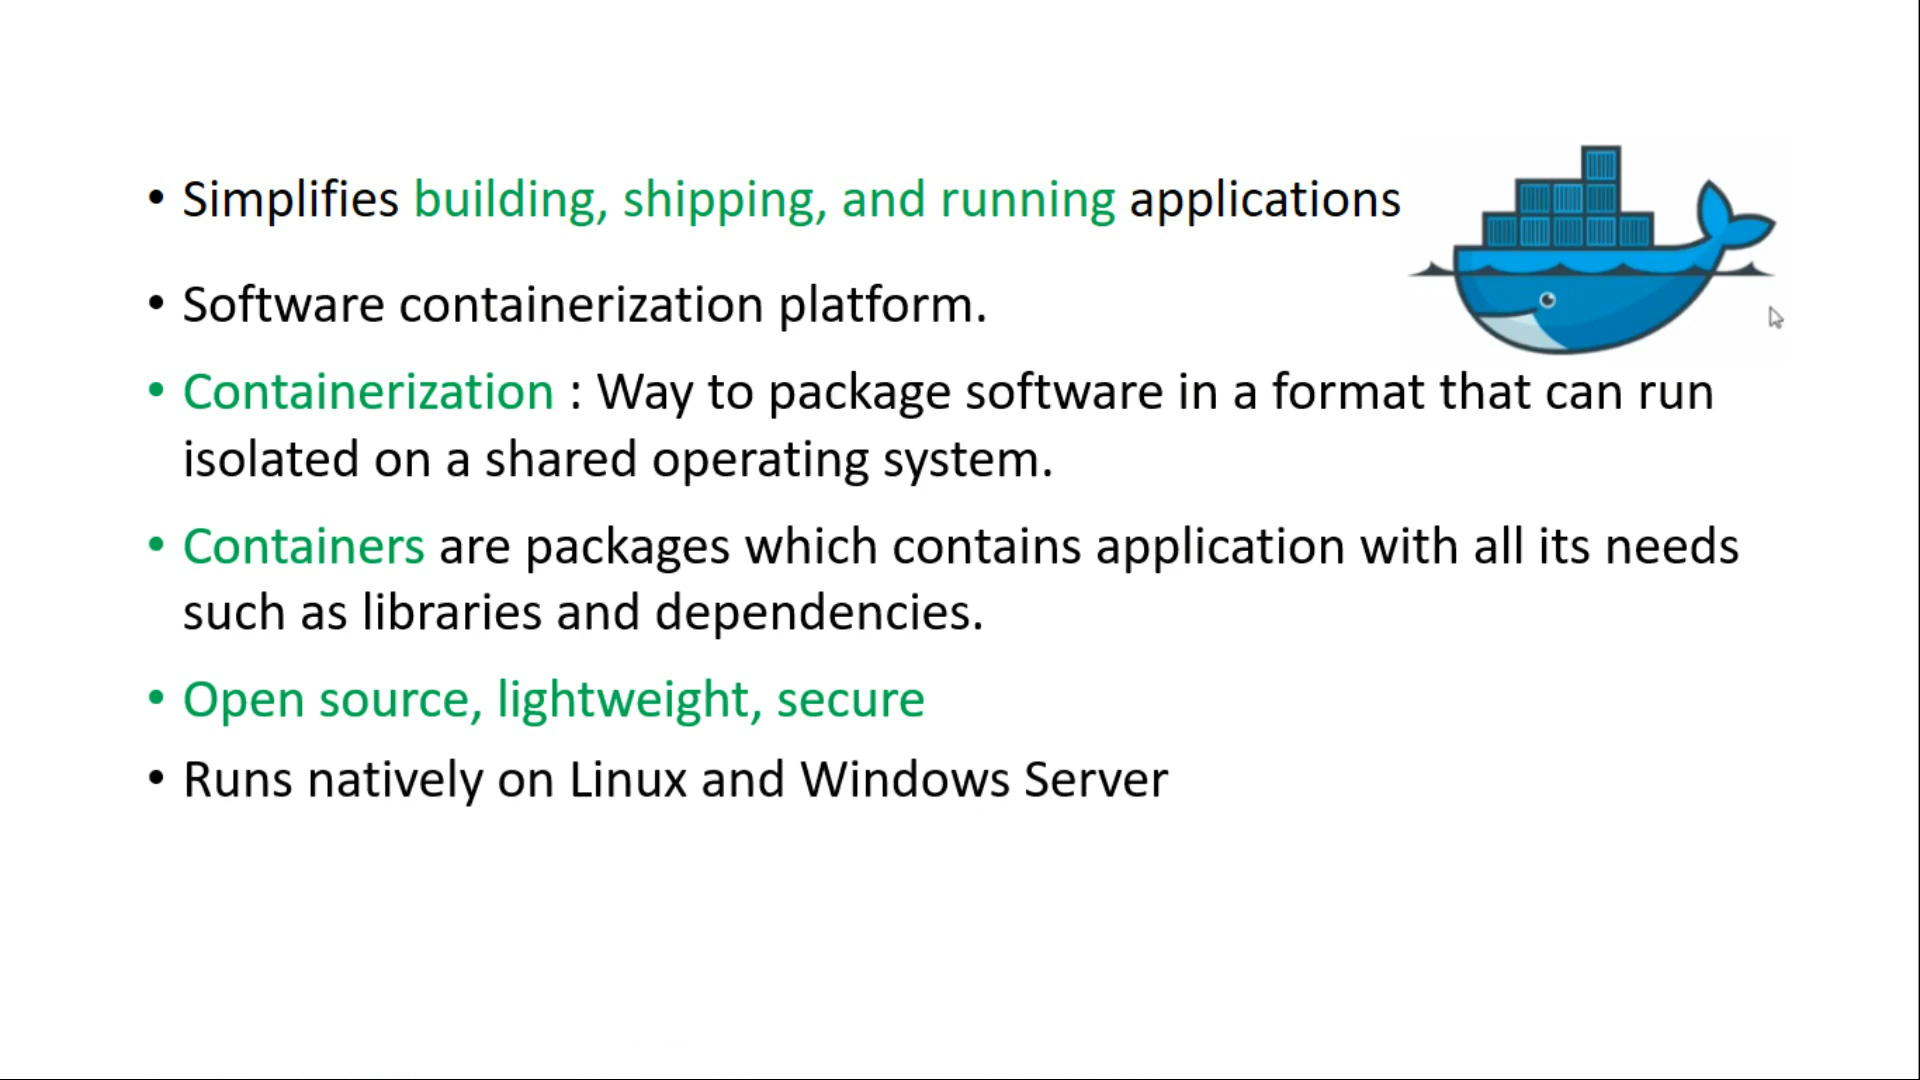 • Simplifies building, shipping, and running applications
• Software containerization platform.
• Containerization : Way to package software in a format that can run
isolated on a shared operating system.
• Containers are packages which contains application with all its needs
such as libraries and dependencies.
• Open source, lightweight, secure
• Runs natively on Linux and Windows Server